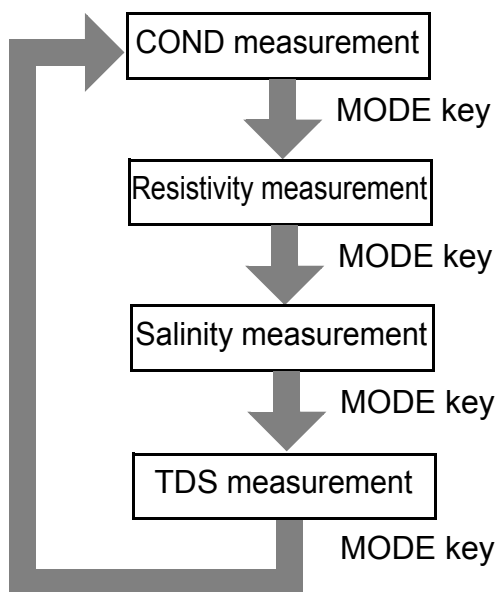 COND measurement
MODE key
Resistivity measurement
MODE key
Salinity measurement
MODE key
TDS measurement
MODE key